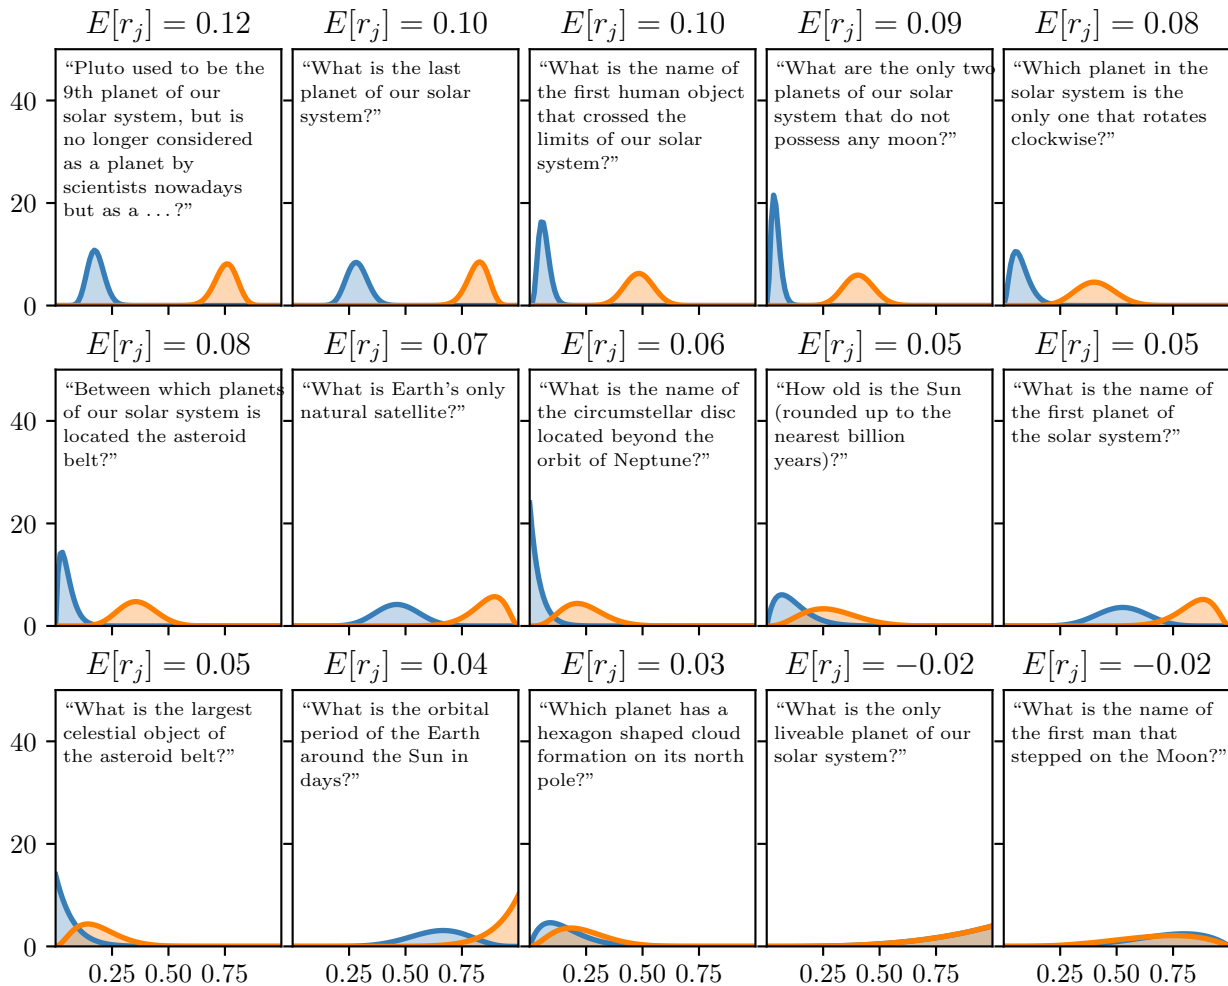 E[r_j] = 0.12
E[r_j] = 0.10
E[r_j] = 0.10
E[r_j] = 0.09
E[r_j] = 0.08
40
20
0
“Pluto used to be the
9th planet of our
solar system, but is
no longer considered
as a planet by
scientists nowadays
but as a ...?”
“What is the last
planet of our solar
system?”
“What is the name of
the first human object
that crossed the
limits of our solar
system?”
“What are the only two
planets of our solar
system that do not
possess any moon?”
“Which planet in the
solar system is the
only one that rotates
clockwise?”
E[r_j] = 0.08
E[r_j] = 0.07
E[r_j] = 0.06
E[r_j] = 0.05
E[r_j] = 0.05
40
20
0
“Between which planets
of our solar system is
located the asteroid
belt?”
“What is Earth’s only
natural satellite?”
“What is the name of
the circumstellar disc
located beyond the
orbit of Neptune?”
“How old is the Sun
(rounded up to the
nearest billion
years)?”
“What is the name of
the first planet of
the solar system?”
E[r_j] = 0.05
E[r_j] = 0.04
E[r_j] = 0.03
E[r_j] = −0.02
E[r_j] = −0.02
40
20
0
“What is the largest
celestial object of
the asteroid belt?”
“What is the orbital
period of the Earth
around the Sun in
days?”
“Which planet has a
hexagon shaped cloud
formation on its north
pole?”
“What is the only
liveable planet of our
solar system?”
“What is the name of
the first man that
stepped on the Moon?”
0.25 0.50 0.75
0.25 0.50 0.75
0.25 0.50 0.75
0.25 0.50 0.75
0.25 0.50 0.75